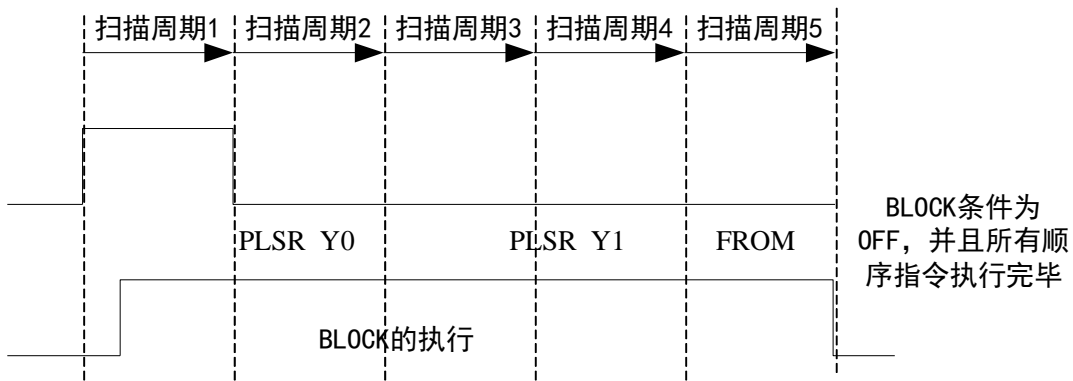 扫描周期1
扫描周期2
扫描周期3
扫描周期4
扫描周期5
PLSR Y0
PLSR Y1
FROM
BLOCK条件为
OFF，并且所有顺
序指令执行完毕
BLOCK的执行